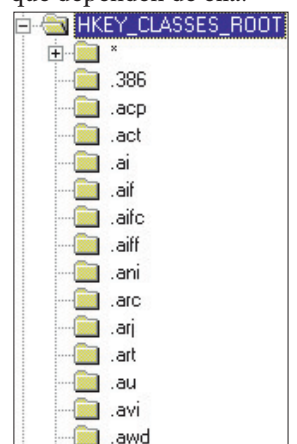 que dependen de ella.
HKEY_CLASSES_ROOT
*
.386
.acp
.act
.ai
.aif
.aifc
.aiff
.ani
.arc
.arj
.art
.au
.avi
.awd